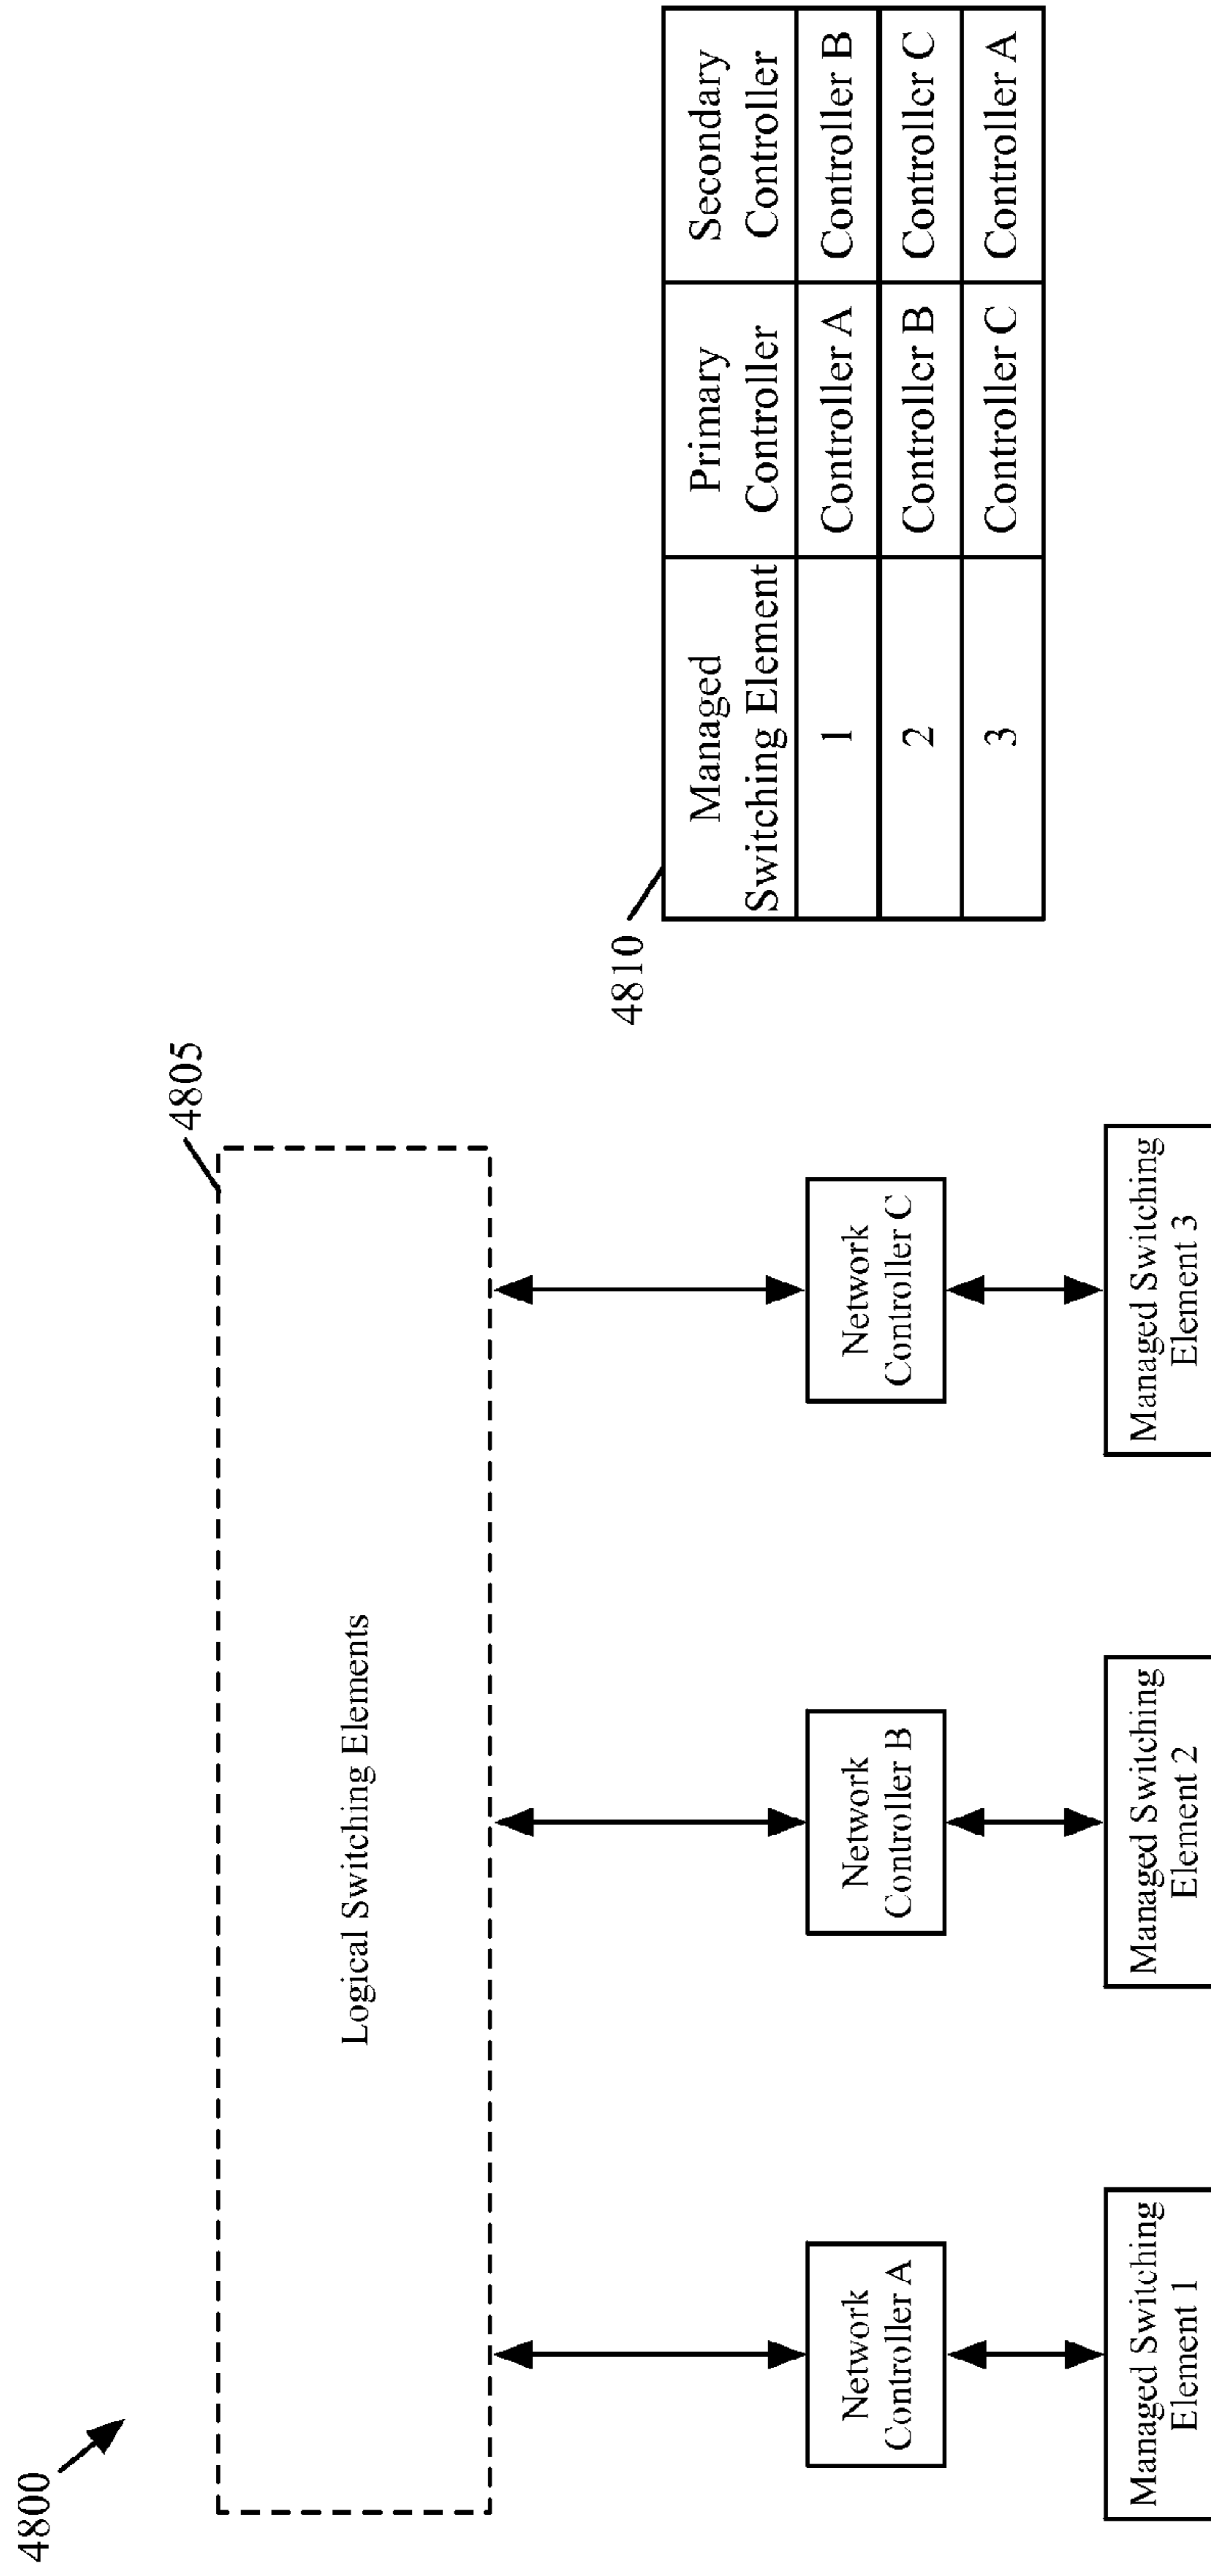 4800
4805
Logical Switching Elements
Network
Controller A
Network
Controller B
Network
Controller C
Managed Switching
Element 1
Managed Switching
Element 2
Managed Switching
Element 3
4810
Managed
Switching Element
Primary
Controller
Secondary
Controller
1
Controller A
Controller B
2
Controllcr B
Controllcr C
3
Controller C
Controller A